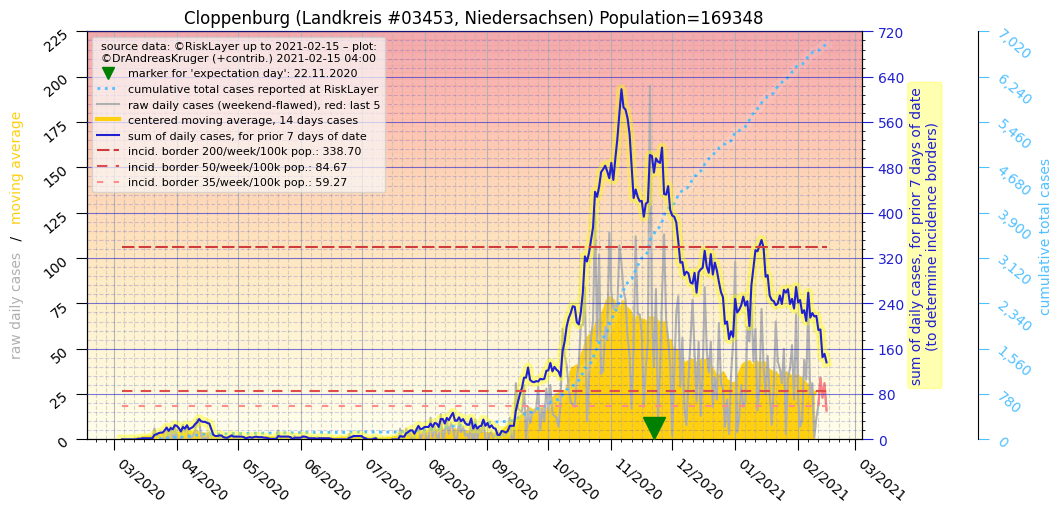 Cloppenburg (Landkreis #03453, Niedersachsen) Population=169348
source data: ©RiskLayer up to 2021-02-15 – plot:
©DrAndreasKruger (+contrib.) 2021-02-15 04:00
marker for 'expectation day': 22.11.2020
cumulative total cases reported at RiskLayer
raw daily cases (weekend-flawed), red: last 5
centered moving average, 14 days cases
sum of daily cases, for prior 7 days of date
incid. border 200/week/100k pop.: 338.70
incid. border 50/week/100k pop.: 84.67
incid. border 35/week/100k pop.: 59.27
raw daily cases / moving average
225
200
175
150
125
100
75
50
25
0
03/2020
04/2020
05/2020
06/2020
07/2020
08/2020
09/2020
10/2020
11/2020
12/2020
01/2021
02/2021
03/2021
720
640
560
480
400
320
240
160
80
0
sum of daily cases, for prior 7 days of date
(to determine incidence borders)
7,020
6,240
5,460
4,680
3,900
3,120
2,340
1,560
780
0
cumulative total cases